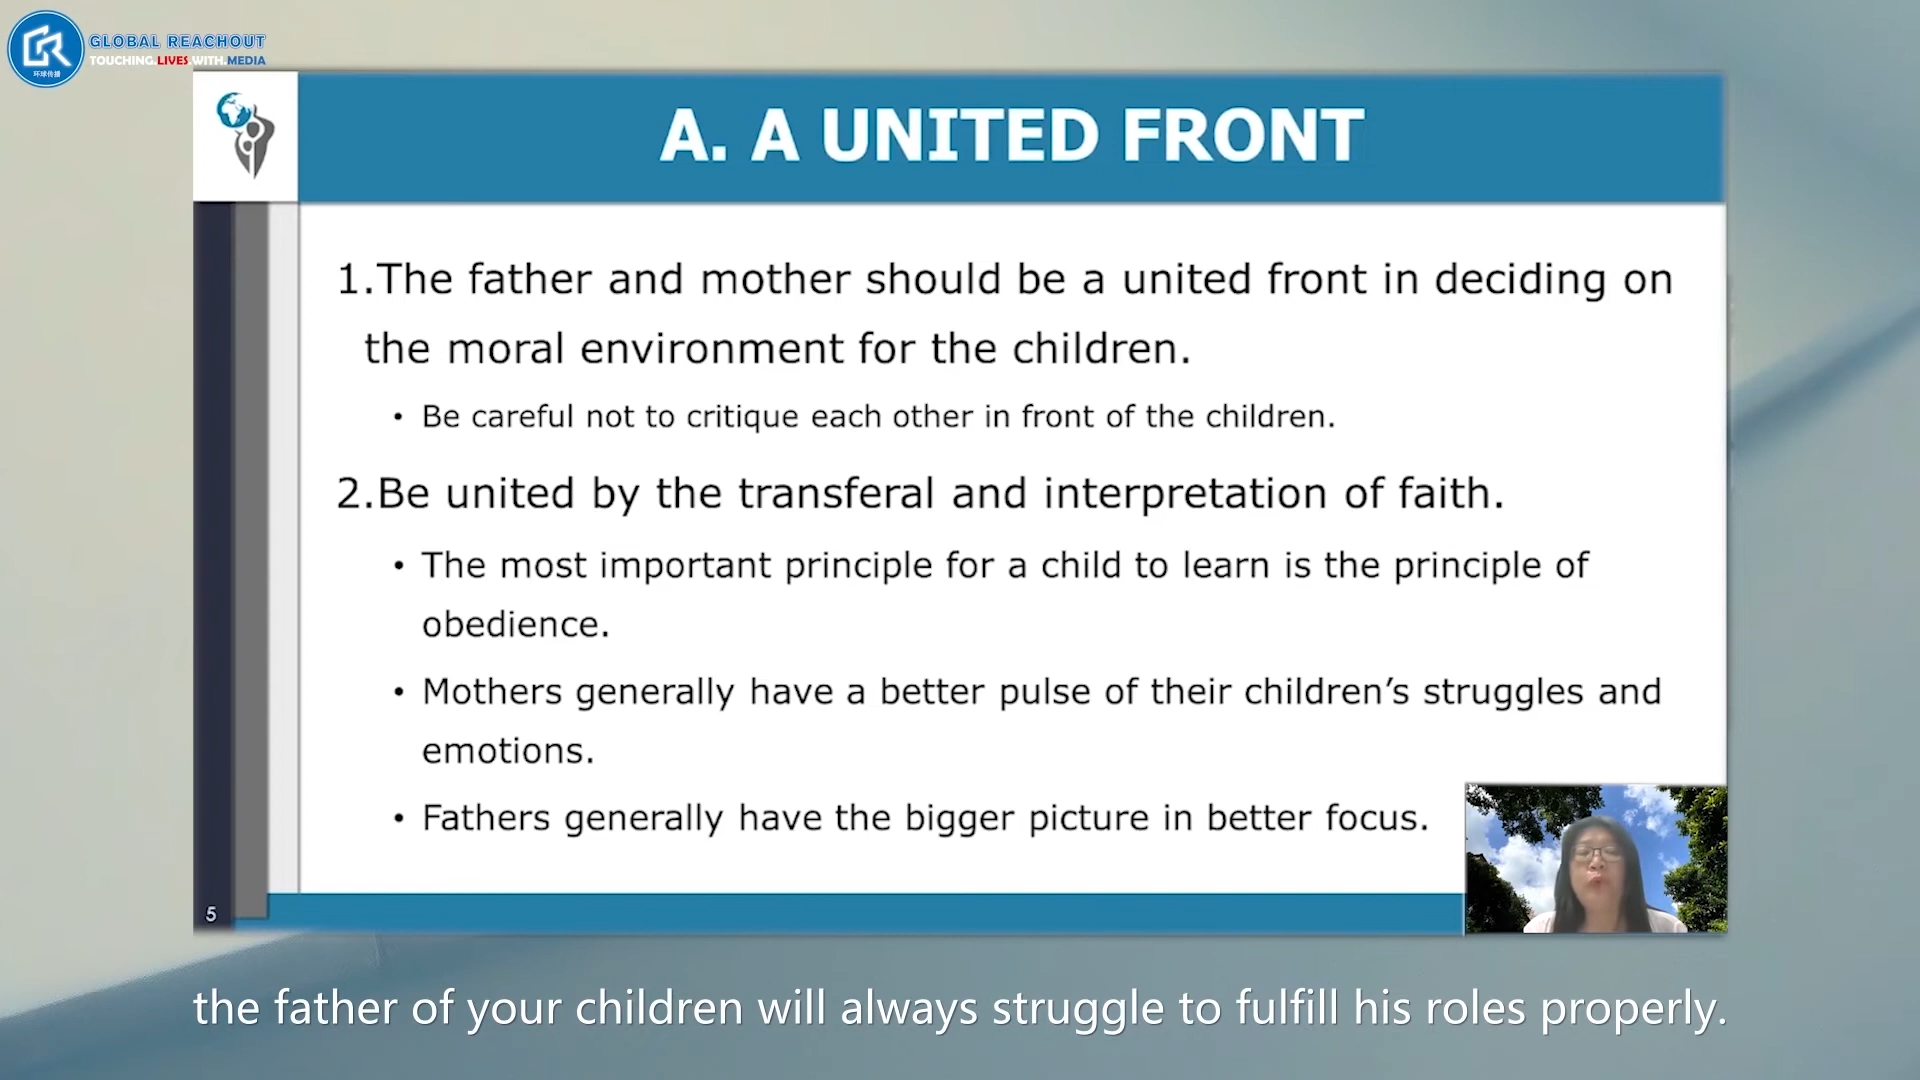 GLOBAL REACHOUT
TOUCHING.LIVES.WITH.MEDIA
环球传播
A. A UNITED FRONT
1.The father and mother should be a united front in deciding on
the moral environment for the children.
• Be careful not to critique each other in front of the children.
2.Be united by the transferal and interpretation of faith.
• The most important principle for a child to learn is the principle of
obedience.
• Mothers generally have a better pulse of their children’s struggles and
emotions.
• Fathers generally have the bigger picture in better focus.
5
the father of your children will always struggle to fulfill his roles properly.